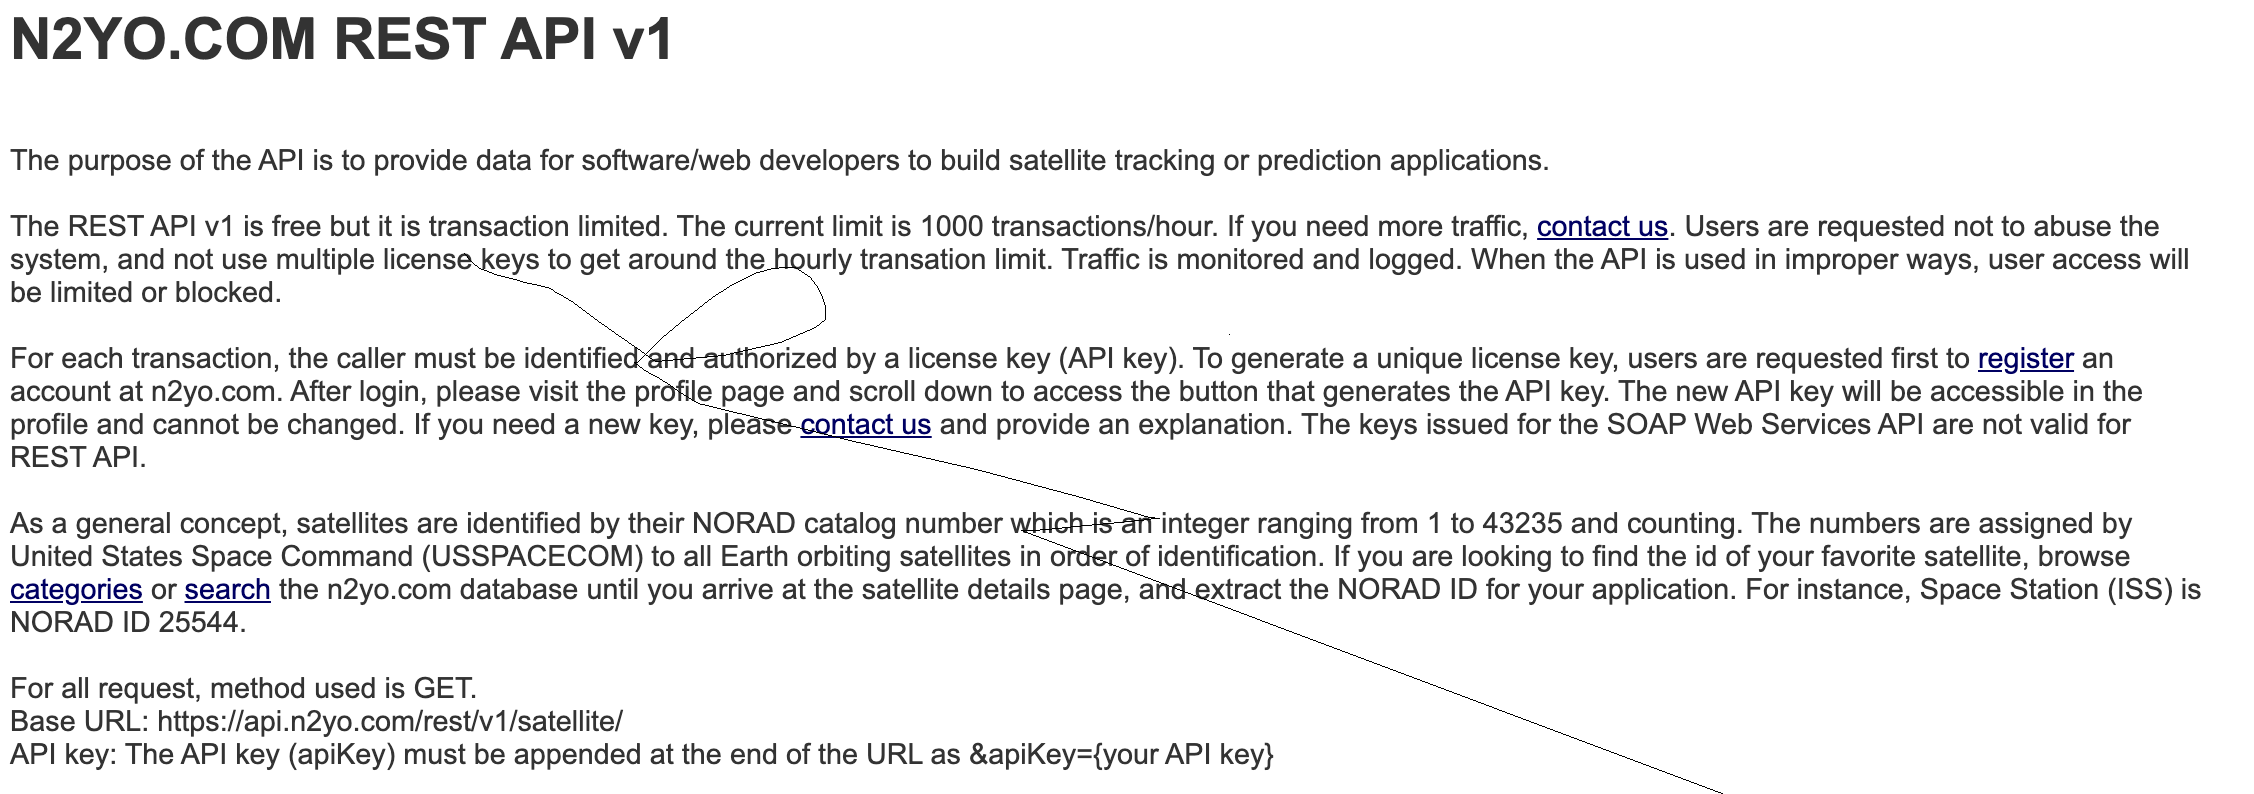 N2YO.COM REST API v1
The purpose of the API is to provide data for software/web developers to build satellite tracking or prediction applications.
The REST API v1 is free but it is transaction limited. The current limit is 1000 transactions/hour. If you need more traffic, contact us. Users are requested not to abuse the
system, and not use multiple license keys to get around the hourly transation limit. Traffic is monitored and logged. When the API is used in improper ways, user access will
be limited or blocked.
For each transaction, the caller must be identified and authorized by a license key (API key). To generate a unique license key, users are requested first to register an
account at n2yo.com. After login, please visit the profile page and scroll down to access the button that generates the API key. The new API key will be accessible in the
profile and cannot be changed. If you need a new key, please contact us and provide an explanation. The keys issued for the SOAP Web Services API are not valid for
REST API.
As a general concept, satellites are identified by their NORAD catalog number which is an integer ranging from 1 to 43235 and counting. The numbers are assigned by
United States Space Command (USSPACECOM) to all Earth orbiting satellites in order of identification. If you are looking to find the id of your favorite satellite, browse
categories or search the n2yo.com database until you arrive at the satellite details page, and extract the NORAD ID for your application. For instance, Space Station (ISS) is
NORAD ID 25544.
For all request, method used is GET.
Base URL: https://api.n2yo.com/rest/v1/satellite/
API key: The API key (apiKey) must be appended at the end of the URL as &apiKey={your API key}